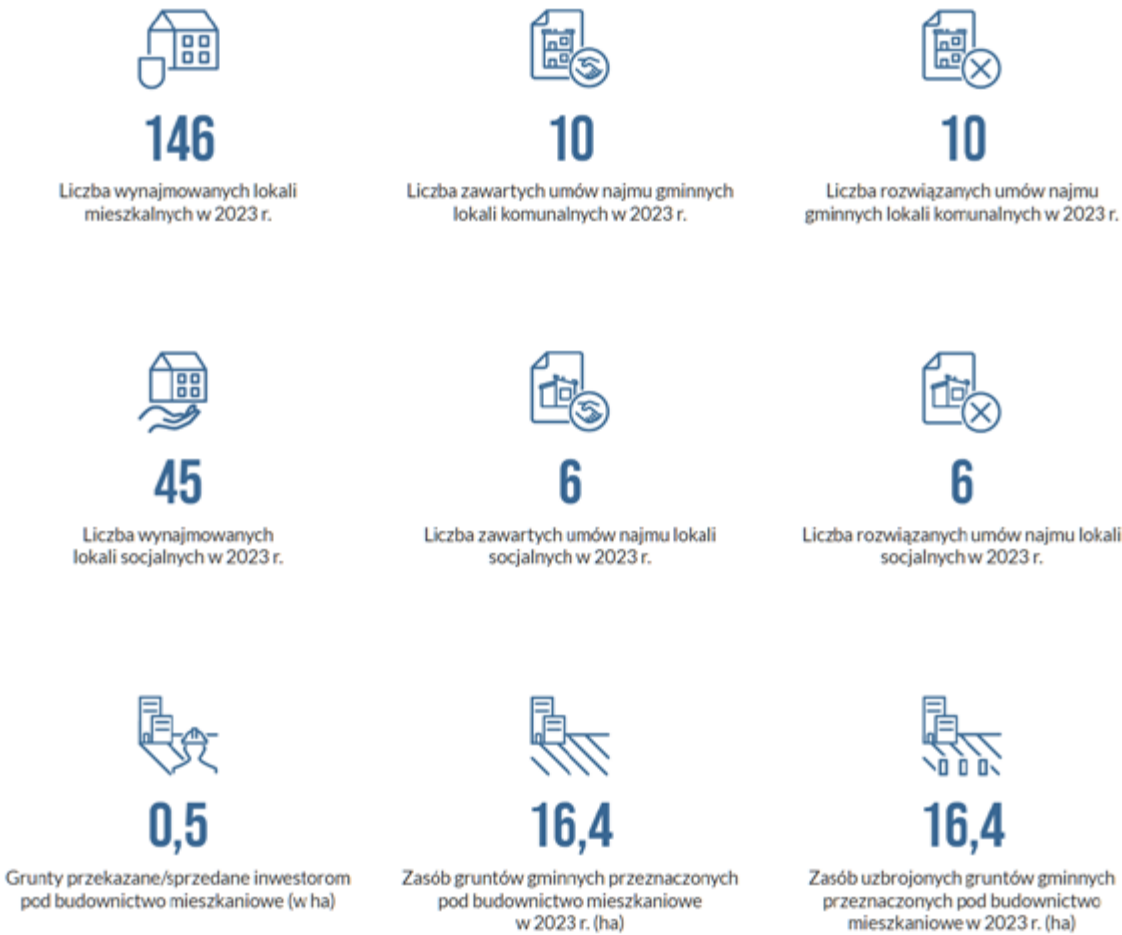 146
Liczba wynajmowanych lokali
mieszkalnych w 2023 r.
10
Liczba zawartych umów najmu gminnych
lokali komunalnych w 2023 r.
10
Liczba rozwiązanych umów najmu
gminnych lokali komunalnych w 2023 r.
45
Liczba wynajmowanych
lokali socjalnych w 2023 r.
6
Liczba zawartych umów najmu lokali
socjalnych w 2023 r.
6
Liczba rozwiązanych umów najmu lokali
socjalnych w 2023 r.
0,5
Grunty przekazane/sprzedane inwestorom
pod budownictwo mieszkaniowe (w ha)
16,4
Zasób gruntów gminnych przeznaczonych
pod budownictwo mieszkaniowe
w 2023 r. (ha)
16,4
Zasób uzbrojonych gruntów gminnych
przeznaczonych pod budownictwo
mieszkaniowe w 2023 r. (ha)